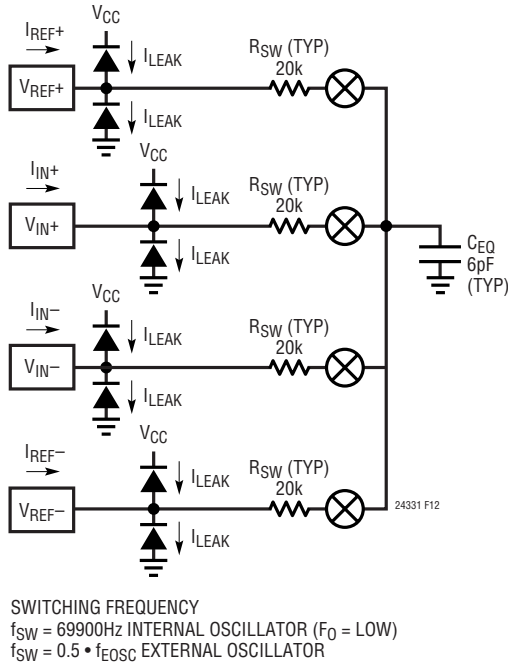 VCC
IREF+
ILEAK
RSW (TYP)
20k
VREF+
ILEAK
VCC
IIN+
ILEAK
RSW (TYP)
20k
VIN+
ILEAK
CEQ
6pF
(TYP)
VCC
IIN–
ILEAK
RSW (TYP)
20k
VIN–
ILEAK
VCC
IREF–
ILEAK
RSW (TYP)
20k
VREF–
24331 F12
ILEAK
SWITCHING FREQUENCY
fSW = 69900Hz INTERNAL OSCILLATOR (FO = LOW)
fSW = 0.5 • fEOSC EXTERNAL OSCILLATOR